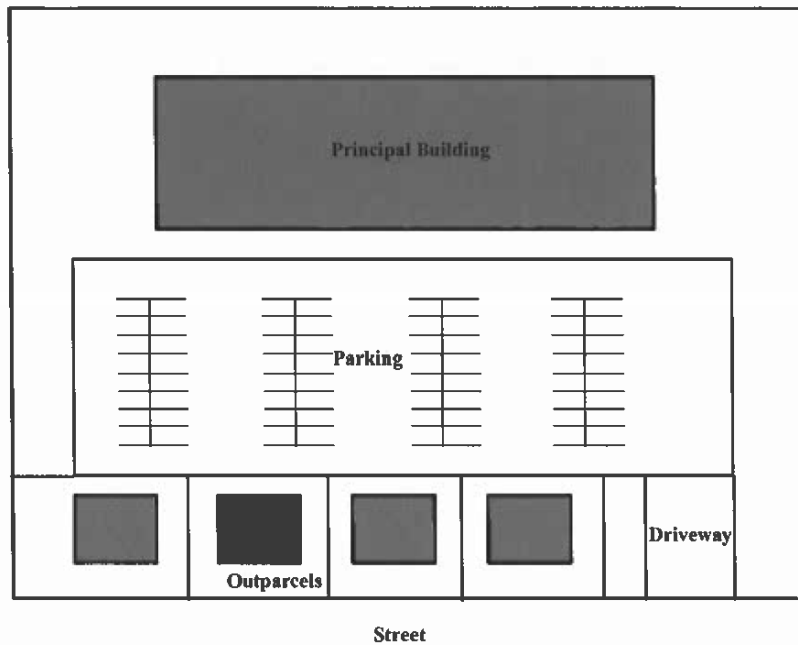 Principal Building
Parking
Driveway
Outparcels
Street